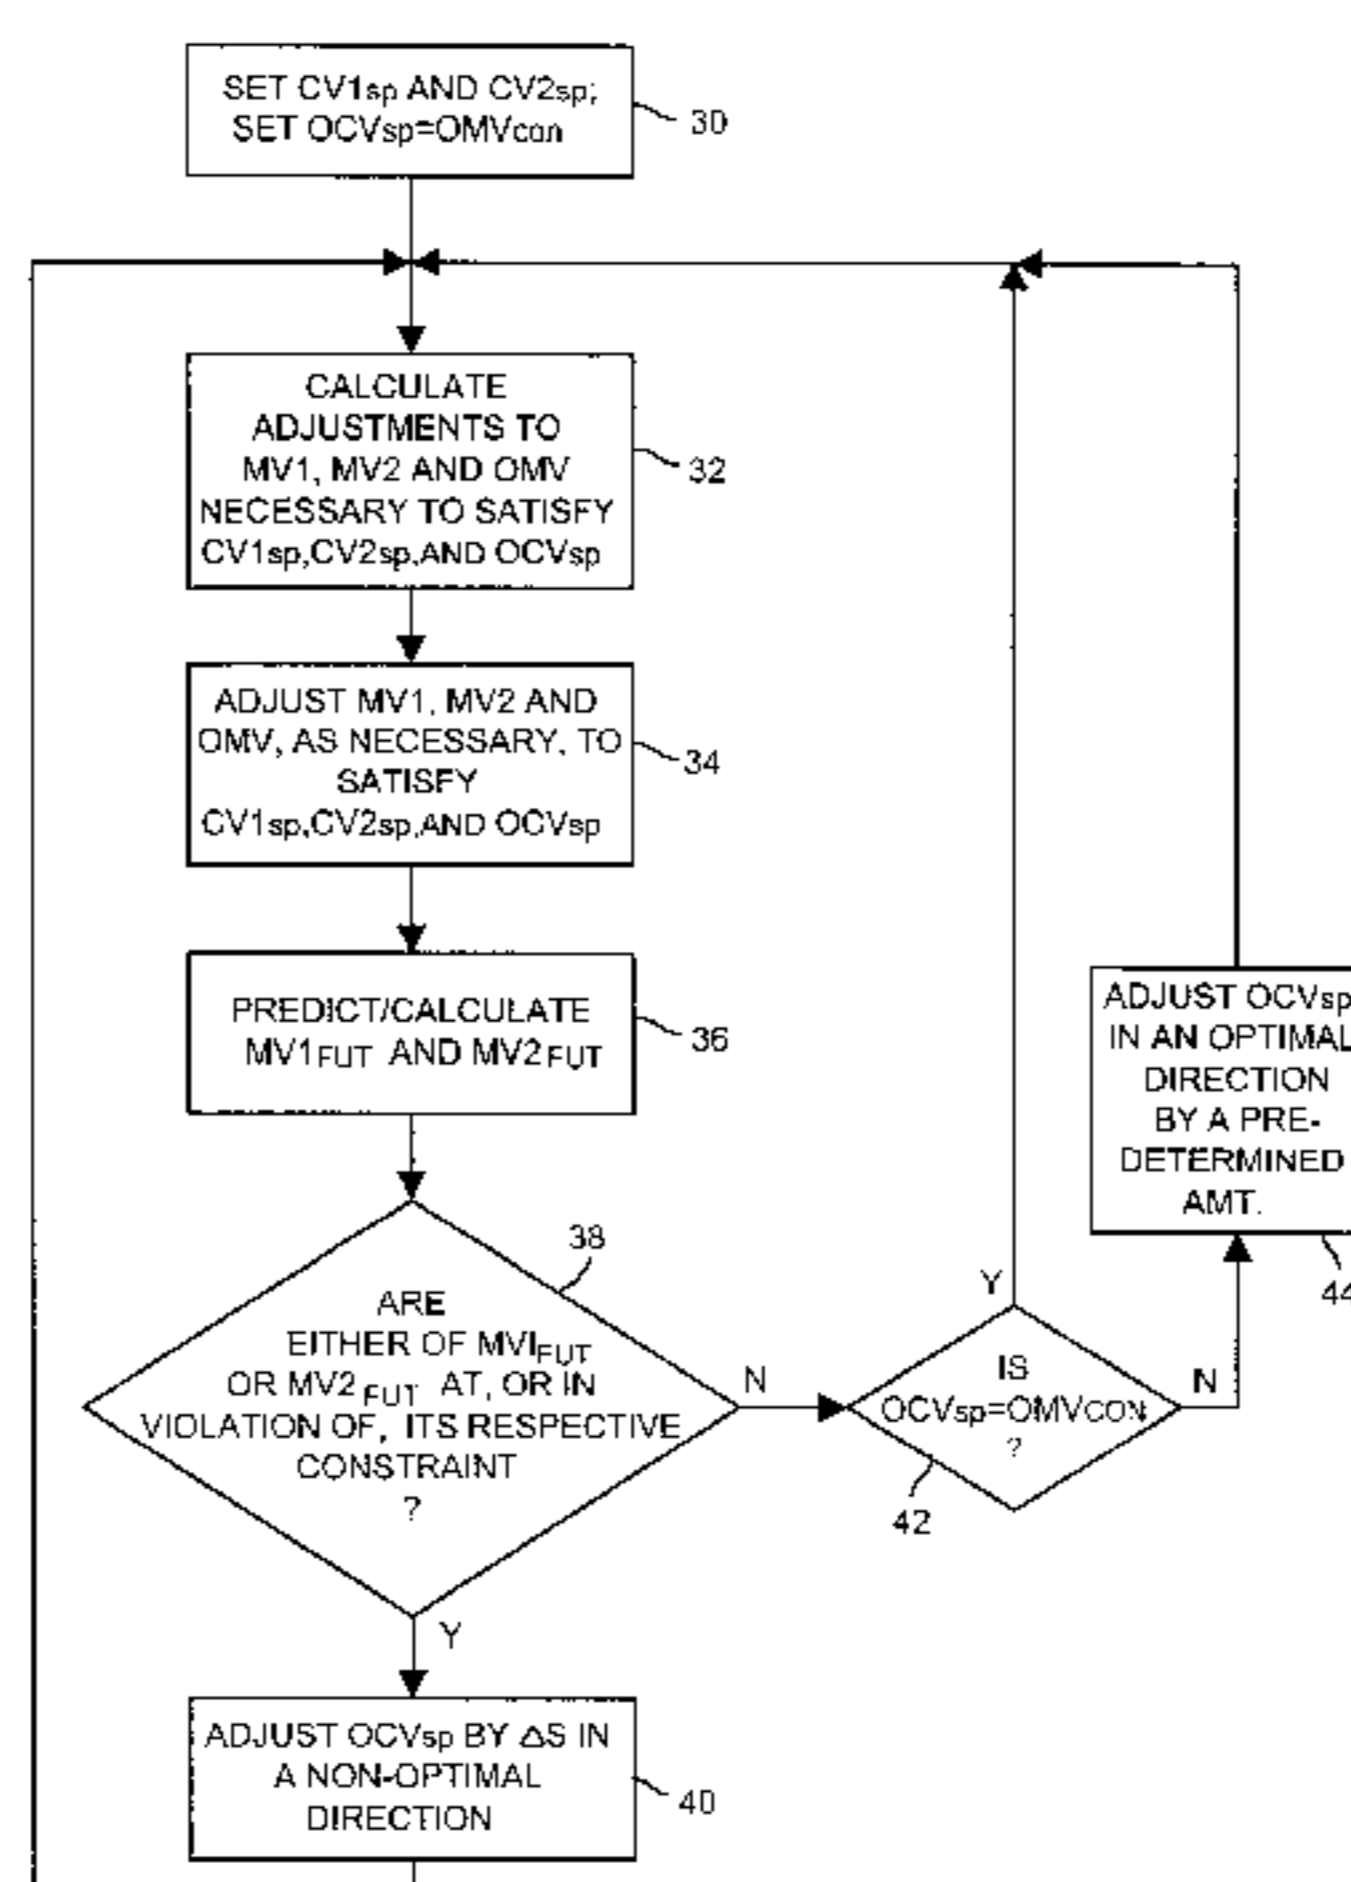 SET CV1sp AND CV2sp;
SET OCVsp=OMVcon
30
CALCULATE
ADJUSTMENTS TO
MV1, MV2 AND OMV
NECESSARY TO SATISFY
CV1sp,CV2sp,AND OCVsp
32
ADJUST MV1, MV2 AND
OMV, AS NECESSARY, TO
SATISFY
CV1sp,CV2sp,AND OCVsp
34
PREDICT/CALCULATE
MV1FUT AND MV2FUT
36
ARE
EITHER OF MVIFUT
OR MV2 FUT AT, OR IN
VIOLATION OF, ITS RESPECTIVE
CONSTRAINT
?
38
N
Y
IS
OCVsp=OMVCON
?
42
Y
N
ADJUST OCVsp
IN AN OPTIMAL
DIRECTION
BY A PRE-
DETERMINED
AMT.
44
ADJUST OCVsp BY ΔS IN
A NON-OPTIMAL
DIRECTION
40